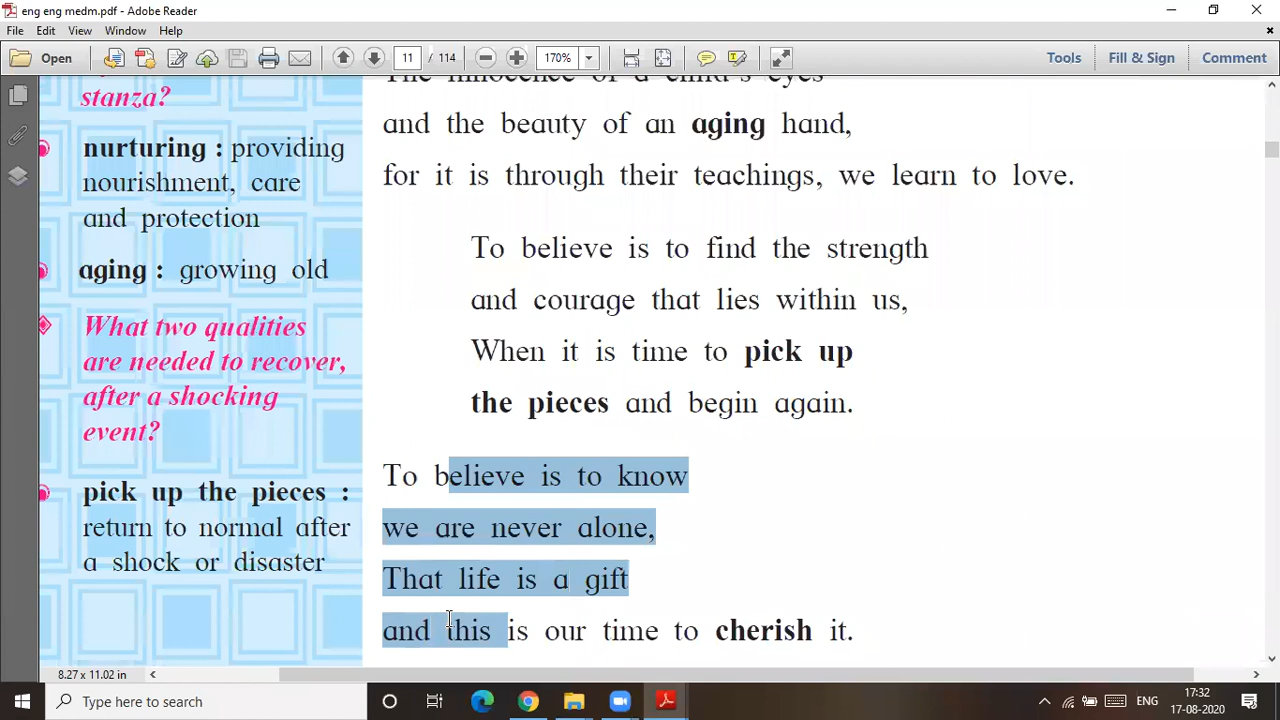 eng eng medm.pdf - Adobe Reader
File Edit View Window Help
Open 11 / 114 170% Tools Fill & Sign Comment
stanza?
nurturing : providing
nourishment, care
and protection
aging : growing old
What two qualities
are needed to recover,
after a shocking
event?
pick up the pieces :
return to normal after
a shock or disaster
The innocence of a child's eyes
and the beauty of an aging hand,
for it is through their teachings, we learn to love.
To believe is to find the strength
and courage that lies within us,
When it is time to pick up
the pieces and begin again.
To believe is to know
we are never alone,
That life is a gift
and this is our time to cherish it.
8.27 x 11.02 in
Type here to search
ENG
17:32
17-08-2020